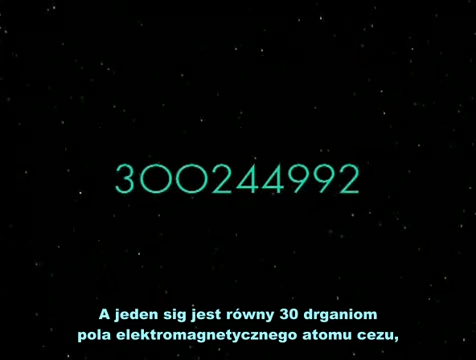 300244992
A jeden sig jest równy 30 drganiom
pola elektromagnetycznego atomu cezu,